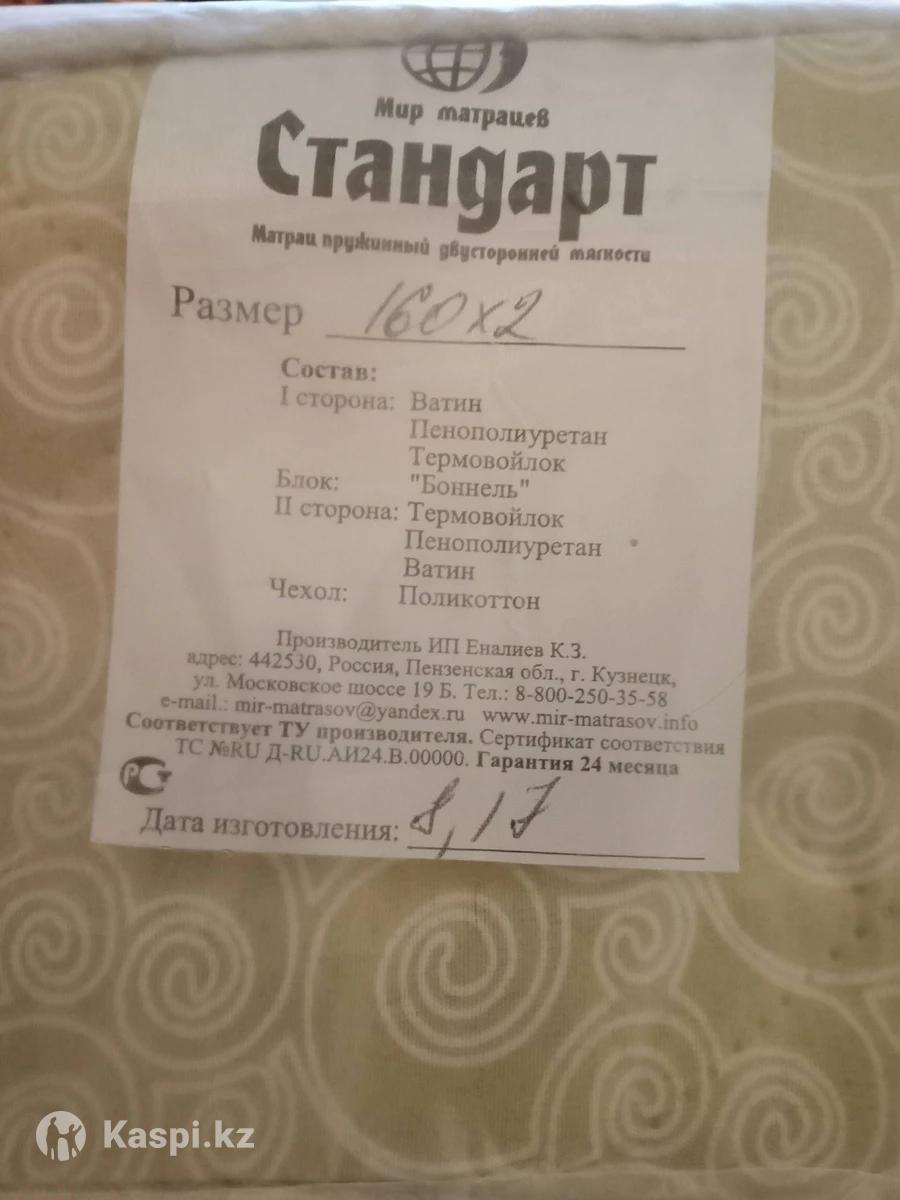 Мир матрацев
Стандарт
Матрац пружинный двусторонней мягкости
Размер 160x2
Состав:
I сторона: Ватин
Пенополиуретан
Термовойлок
Блок: "Боннель"
II сторона: Термовойлок
Пенополиуретан
Ватин
Чехол: Поликоттон
Производитель ИП Еналиев К.З.
адрес: 442530, Россия, Пензенская обл., г. Кузнецк,
ул. Московское шоссе 19 Б. Тел.: 8-800-250-35-58
e-mail.: mir-matrasov@yandex.ru www.mir-matrasov.info
Соответствует ТУ производителя. Сертификат соответствия
ТС №RU Д-RU.АИ24.В.00000. Гарантия 24 месяца
РСТ
Дата изготовления: 8,17
Kaspi.kz